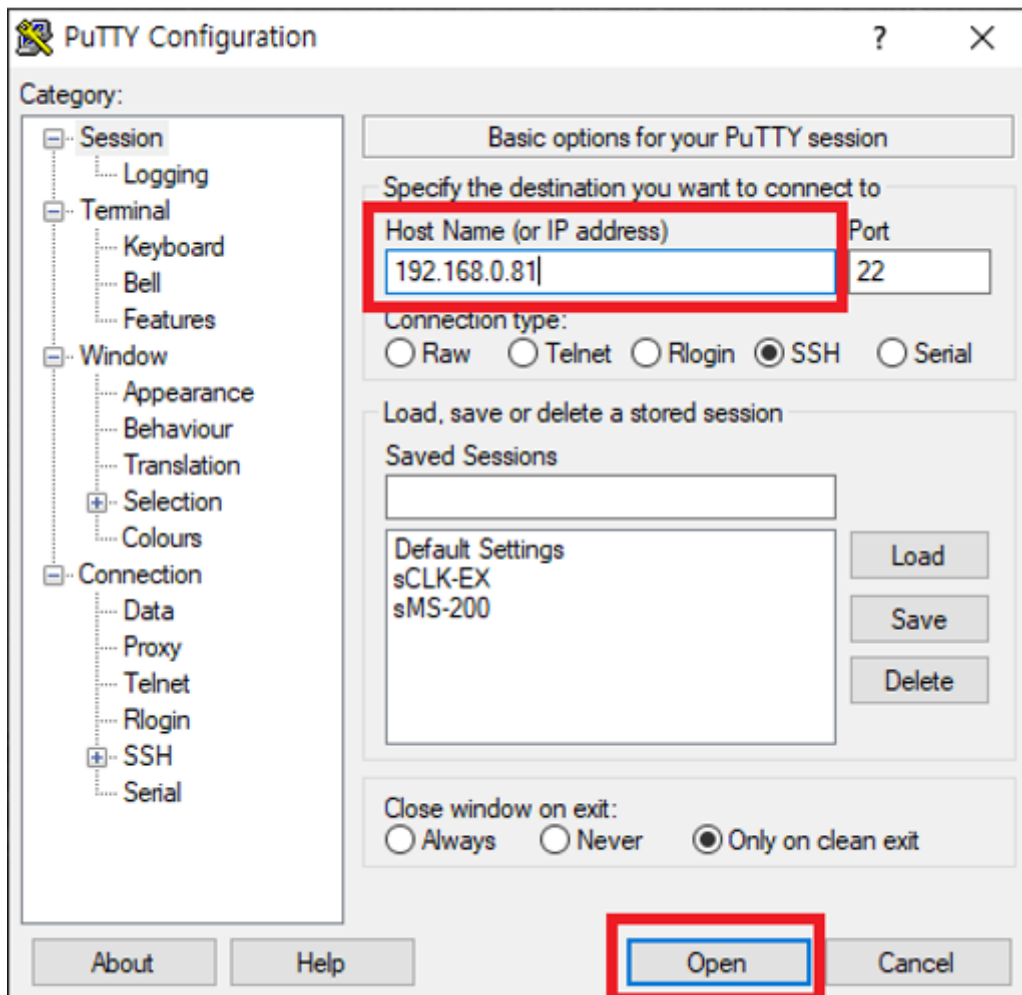 PuTTY Configuration
?
Category:
Session
Logging
Terminal
Keyboard
Bell
Features
Window
Appearance
Behaviour
Translation
Selection
Colours
Connection
Data
Proxy
Telnet
Rlogin
SSH
Serial
Basic options for your PuTTY session
Specify the destination you want to connect to
Host Name (or IP address) Port
192.168.0.81 22
Connection type:
Raw Telnet Rlogin SSH Serial
Load, save or delete a stored session
Saved Sessions
Default Settings
sCLK-EX
sMS-200
Load
Save
Delete
Close window on exit:
Always Never Only on clean exit
About Help Open Cancel